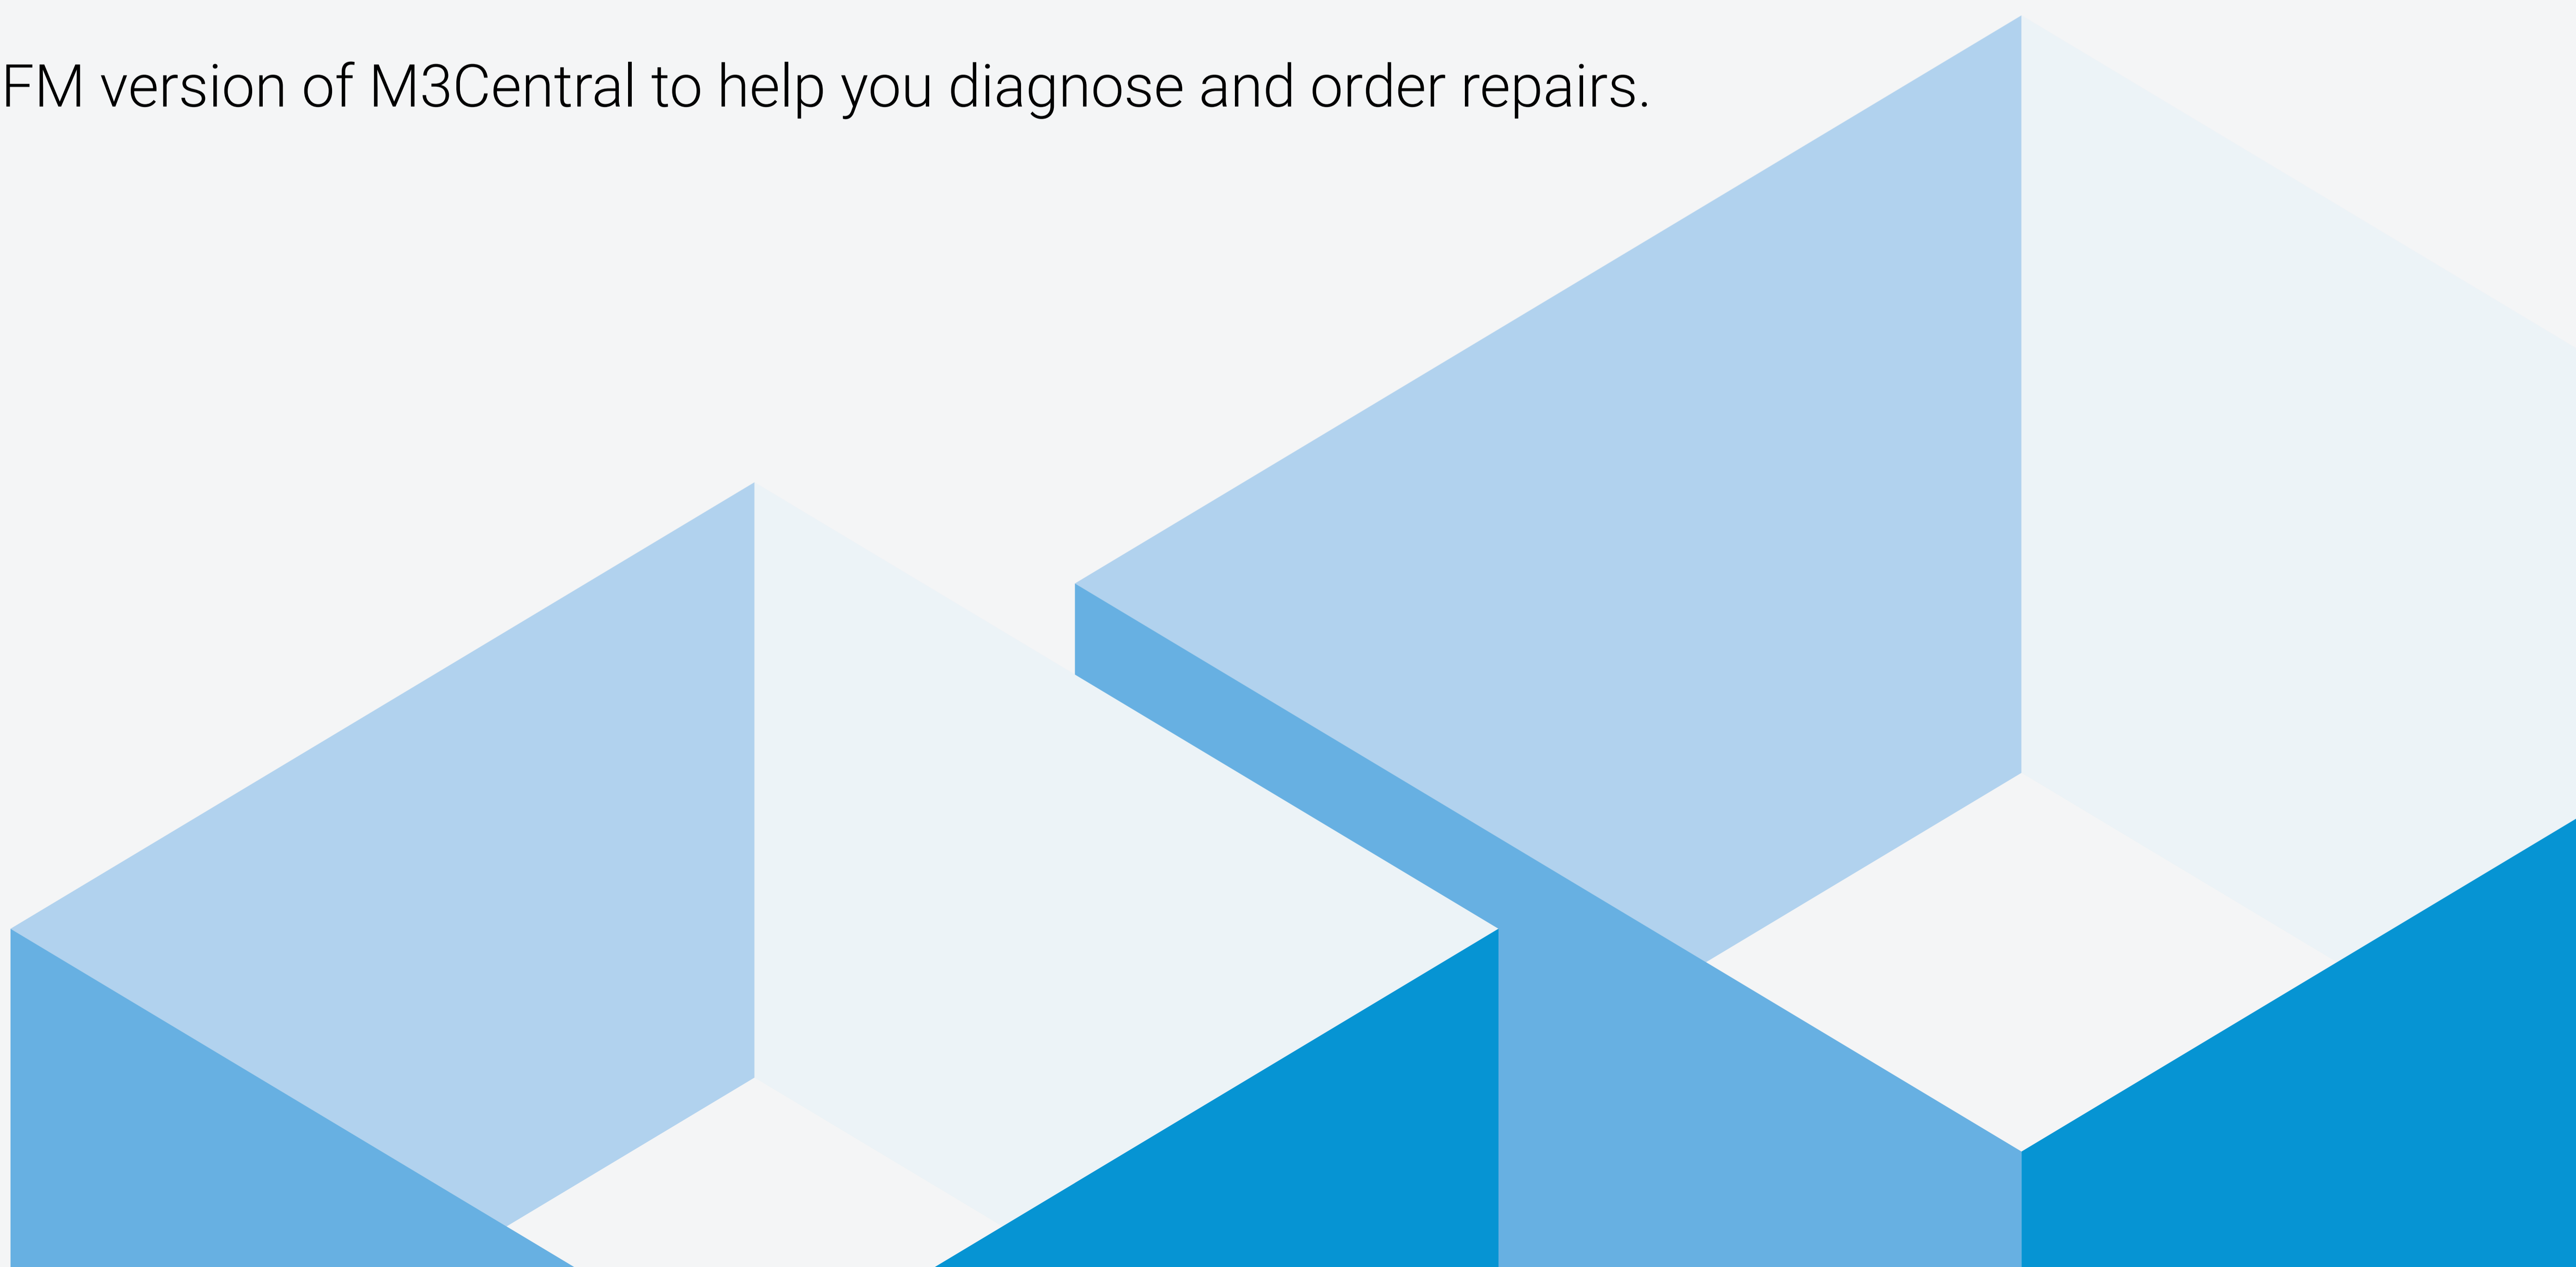 FM version of M3Central to help you diagnose and order repairs.